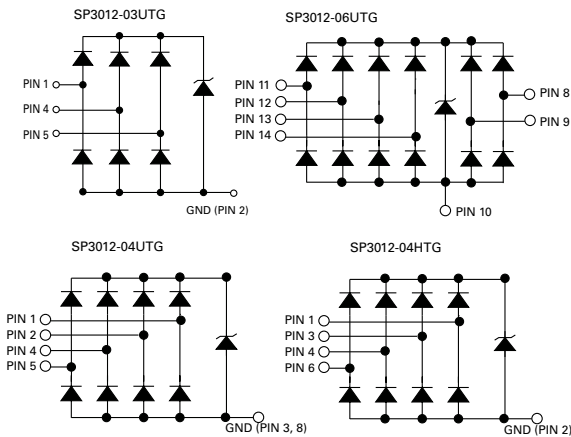 SP3012-03UTG
PIN 1
PIN 4
PIN 5
GND (PIN 2)
SP3012-06UTG
PIN 11
PIN 12
PIN 13
PIN 14
PIN 8
PIN 9
PIN 10
SP3012-04UTG
PIN 1
PIN 2
PIN 4
PIN 5
GND (PIN 3, 8)
SP3012-04HTG
PIN 1
PIN 3
PIN 4
PIN 6
GND (PIN 2)